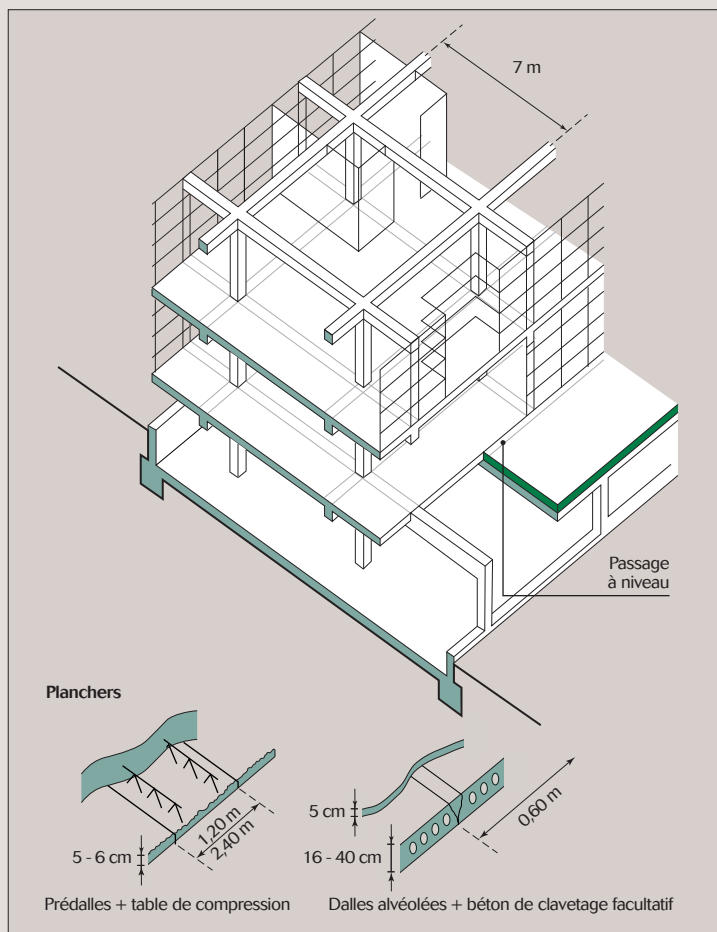 7 m
Passage
à niveau
Planchers
1,20 m
2,40 m
5 - 6 cm
Prédalles + table de compression
5 cm
16 - 40 cm
0,60 m
Dalles alvéolées + béton de clavetage facultatif